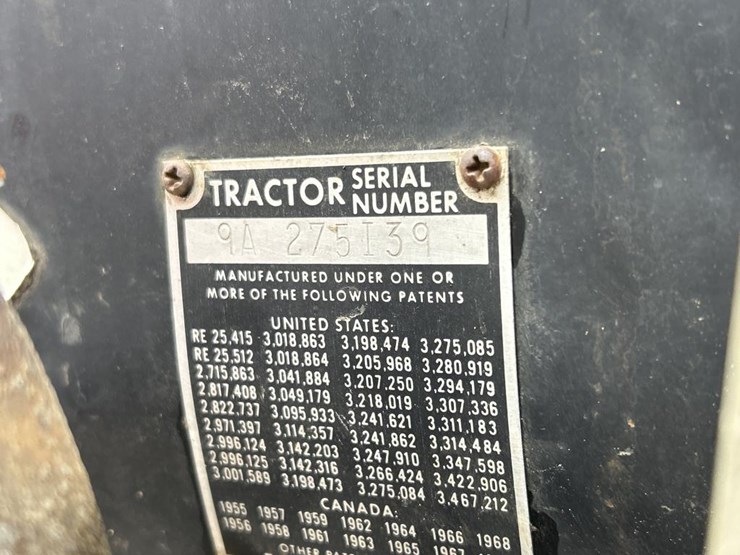 TRACTOR SERIAL NUMBER
9A 275I39
MANUFACTURED UNDER ONE OR
MORE OF THE FOLLOWING PATENTS
UNITED STATES:
RE 25,415 3,018,863 3,198,474 3,275,085
RE 25,512 3,018,864 3,205,968 3,280,919
2,715,863 3,041,884 3,207,250 3,294,179
2,817,408 3,049,179 3,218,019 3,307,336
2,822,737 3,095,933 3,241,621 3,311,183
2,971,397 3,114,357 3,241,862 3,314,484
2,996,124 3,142,203 3,247,910 3,347,598
2,996,125 3,142,316 3,266,424 3,422,906
3,001,589 3,198,473 3,275,084 3,467,212
CANADA:
1955 1957 1959 1962 1964 1966 1968
1956 1958 1961 1963 1965 1967
OTHER